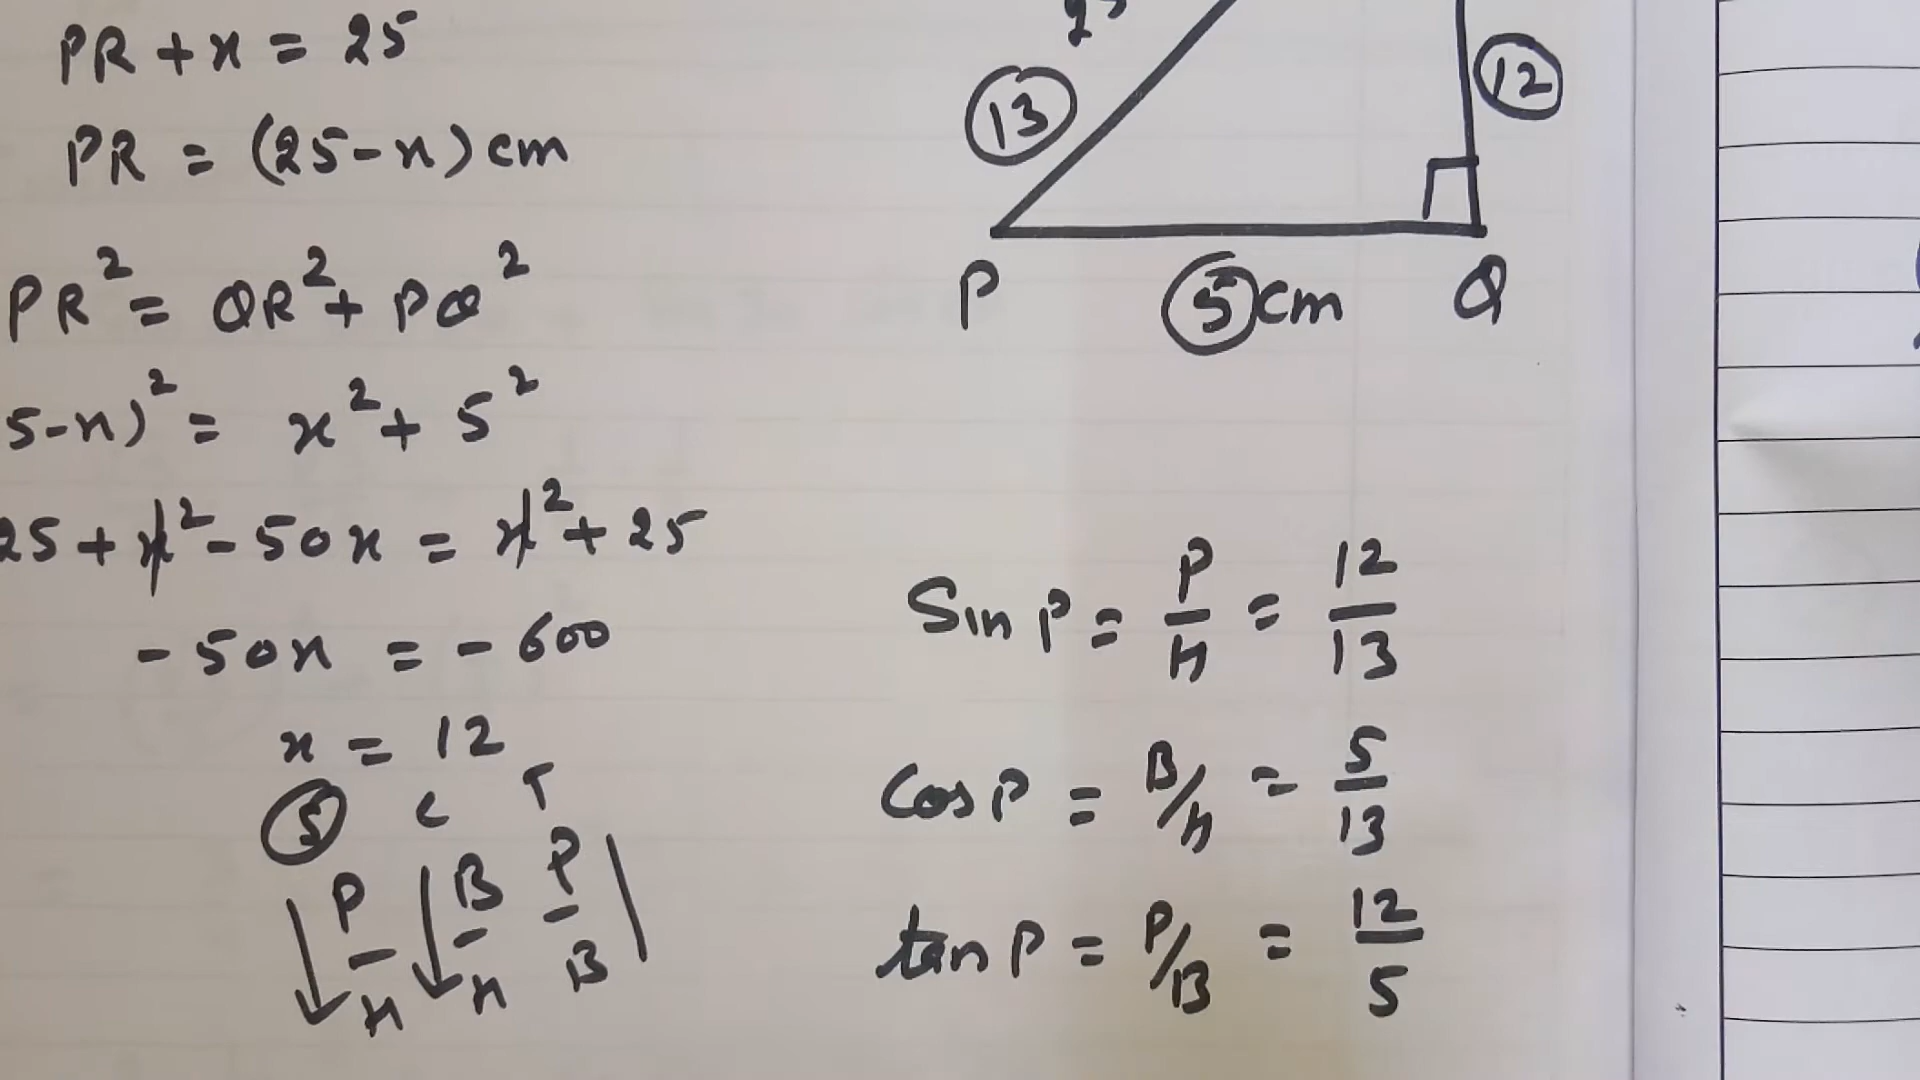 PR + x = 25
PR = (25-x) cm
PR² = QR² + PQ²
5-x)² = x² + 5²
25 + x² - 50x = x² + 25
- 50x = - 600
x = 12
S C T
P B P
H H B
13
12
P 5 cm Q
Sin P = P/H = 12/13
Cos P = B/H = 5/13
tan P = P/B = 12/5